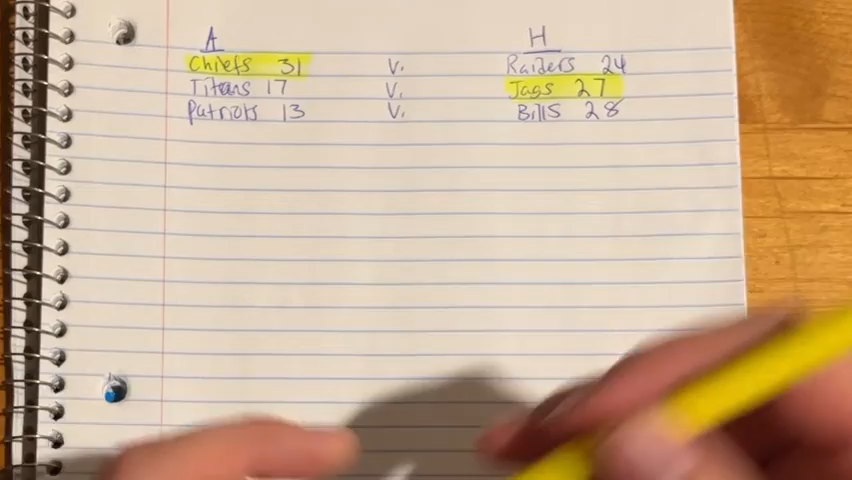 A H
Chiefs 31 V. Raiders 24
Titans 17 V. Jags 27
Patriots 13 V. Bills 28